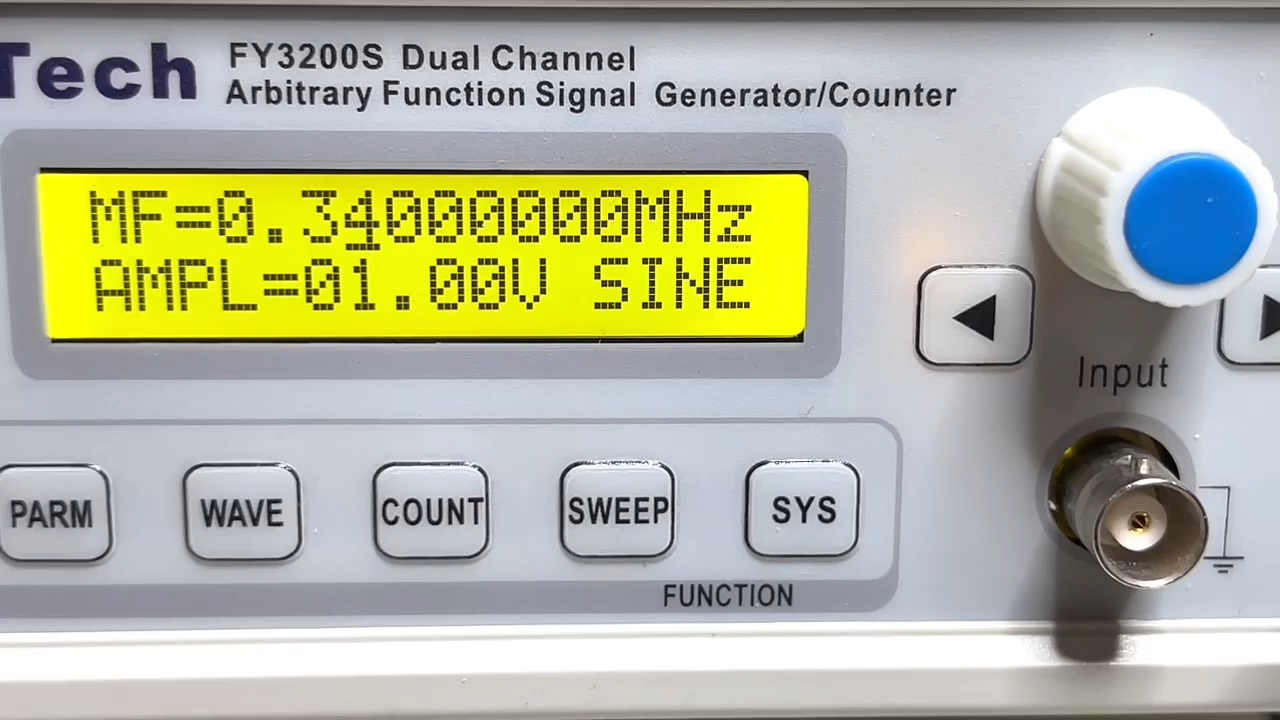 Tech
FY3200S Dual Channel
Arbitrary Function Signal Generator/Counter
MF=0.34000000MHz
AMPL=01.00V SINE
Input
PARM
WAVE
COUNT
SWEEP
SYS
FUNCTION